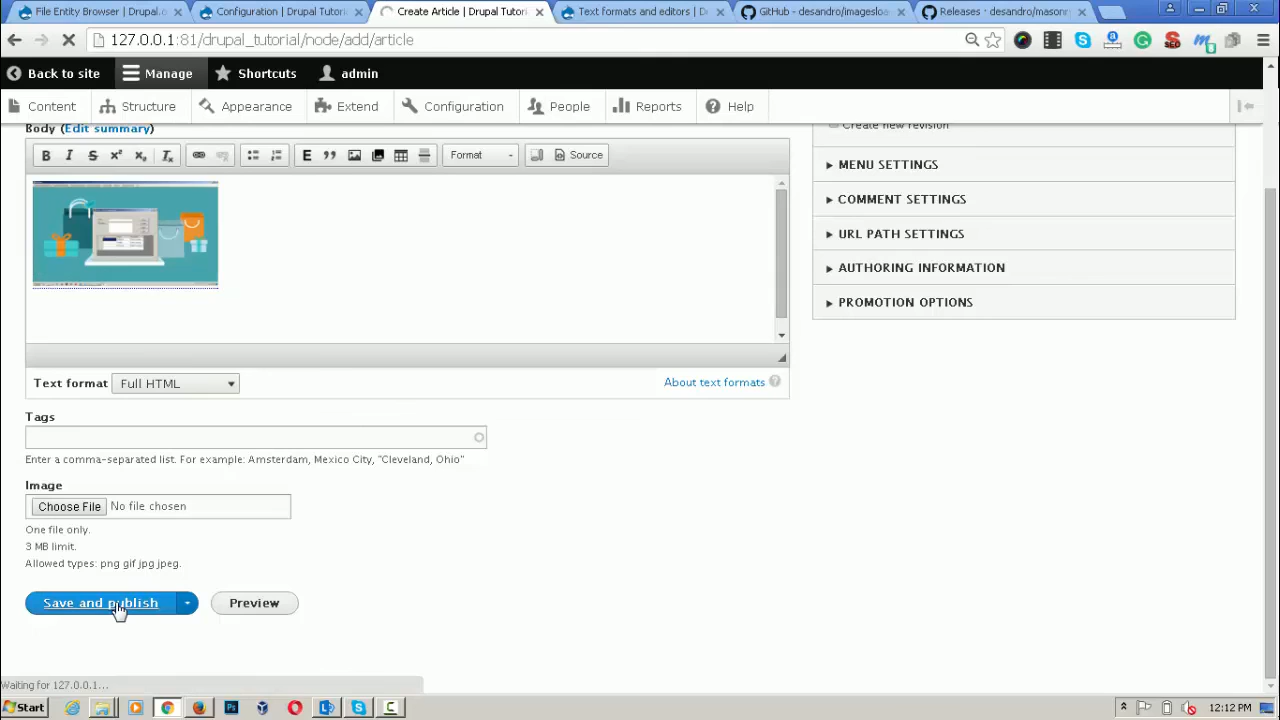 File Entity Browser | Drupal.o
Configuration | Drupal Tutori
Create Article | Drupal Tutori
Text formats and editors | D
GitHub - desandro/imagesloa
Releases · desandro/masonr
127.0.0.1:81/drupal_tutorial/node/add/article
Back to site
Manage
Shortcuts
admin
Content
Structure
Appearance
Extend
Configuration
People
Reports
Help
Body (Edit summary)
Create new revision
Format
Source
MENU SETTINGS
COMMENT SETTINGS
URL PATH SETTINGS
AUTHORING INFORMATION
PROMOTION OPTIONS
Text format
Full HTML
About text formats
Tags
Enter a comma-separated list. For example: Amsterdam, Mexico City, "Cleveland, Ohio"
Image
Choose File No file chosen
One file only.
3 MB limit.
Allowed types: png gif jpg jpeg.
Save and publish
Preview
Waiting for 127.0.0.1...
Start
12:12 PM